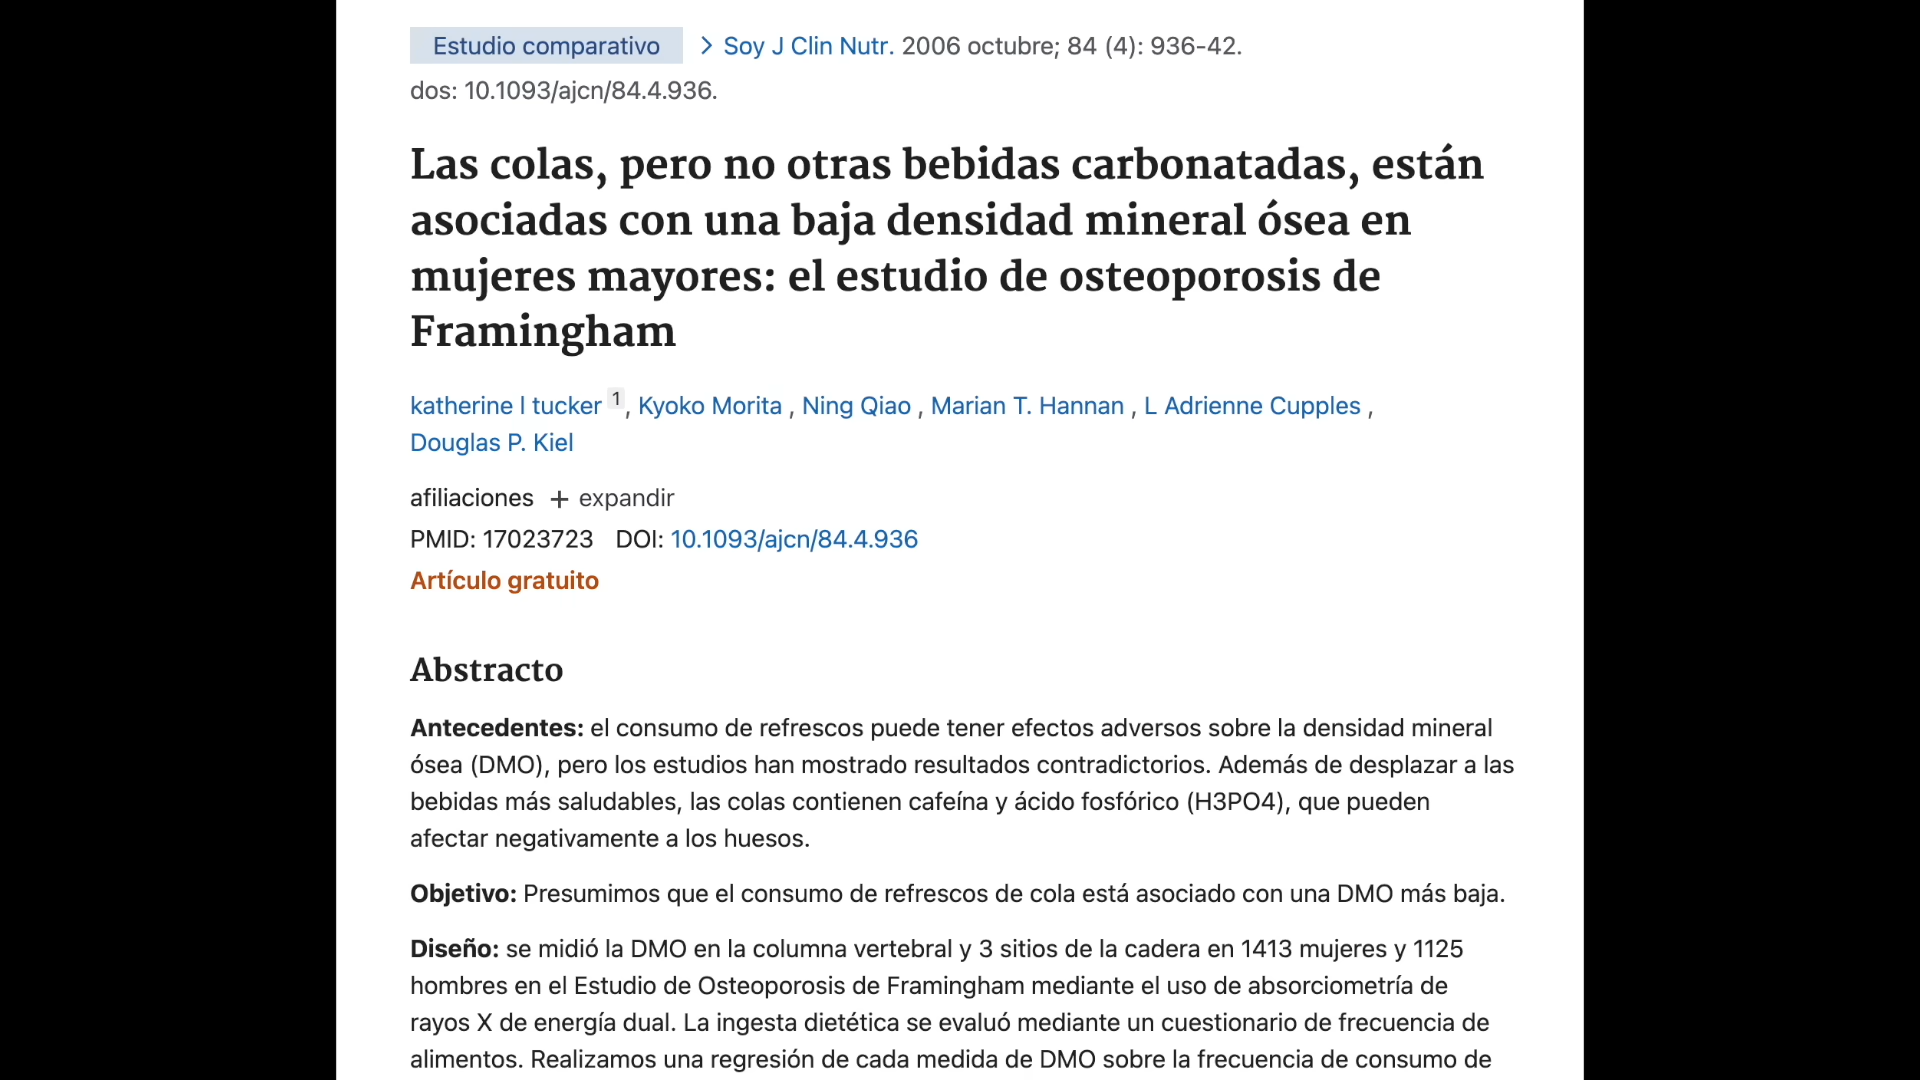 Estudio comparativo > Soy J Clin Nutr. 2006 octubre; 84 (4): 936-42.
dos: 10.1093/ajcn/84.4.936.
Las colas, pero no otras bebidas carbonatadas, están
asociadas con una baja densidad mineral ósea en
mujeres mayores: el estudio de osteoporosis de
Framingham
katherine l tucker 1 , Kyoko Morita , Ning Qiao , Marian T. Hannan , L Adrienne Cupples ,
Douglas P. Kiel
afiliaciones + expandir
PMID: 17023723 DOI: 10.1093/ajcn/84.4.936
Artículo gratuito
Abstracto
Antecedentes: el consumo de refrescos puede tener efectos adversos sobre la densidad mineral
ósea (DMO), pero los estudios han mostrado resultados contradictorios. Además de desplazar a las
bebidas más saludables, las colas contienen cafeína y ácido fosfórico (H3PO4), que pueden
afectar negativamente a los huesos.
Objetivo: Presumimos que el consumo de refrescos de cola está asociado con una DMO más baja.
Diseño: se midió la DMO en la columna vertebral y 3 sitios de la cadera en 1413 mujeres y 1125
hombres en el Estudio de Osteoporosis de Framingham mediante el uso de absorciometría de
rayos X de energía dual. La ingesta dietética se evaluó mediante un cuestionario de frecuencia de
alimentos. Realizamos una regresión de cada medida de DMO sobre la frecuencia de consumo de